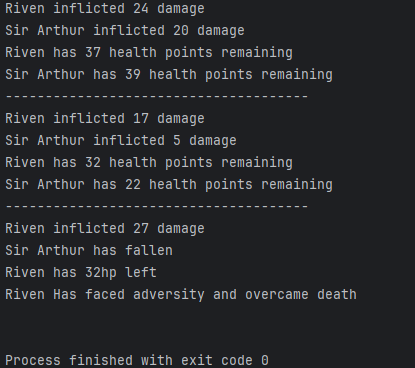 Riven inflicted 24 damage
Sir Arthur inflicted 20 damage
Riven has 37 health points remaining
Sir Arthur has 39 health points remaining
--------------------------------------
Riven inflicted 17 damage
Sir Arthur inflicted 5 damage
Riven has 32 health points remaining
Sir Arthur has 22 health points remaining
--------------------------------------
Riven inflicted 27 damage
Sir Arthur has fallen
Riven has 32hp left
Riven Has faced adversity and overcame death
Process finished with exit code 0